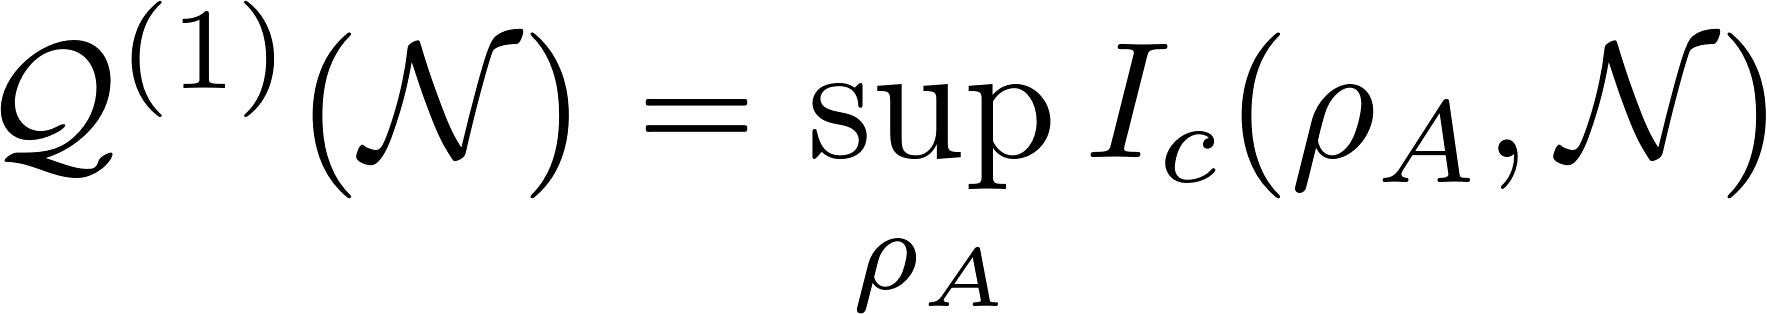 𝒬⁽¹⁾(𝒩) = sup I_c(ρ_A, 𝒩)
ρ_A